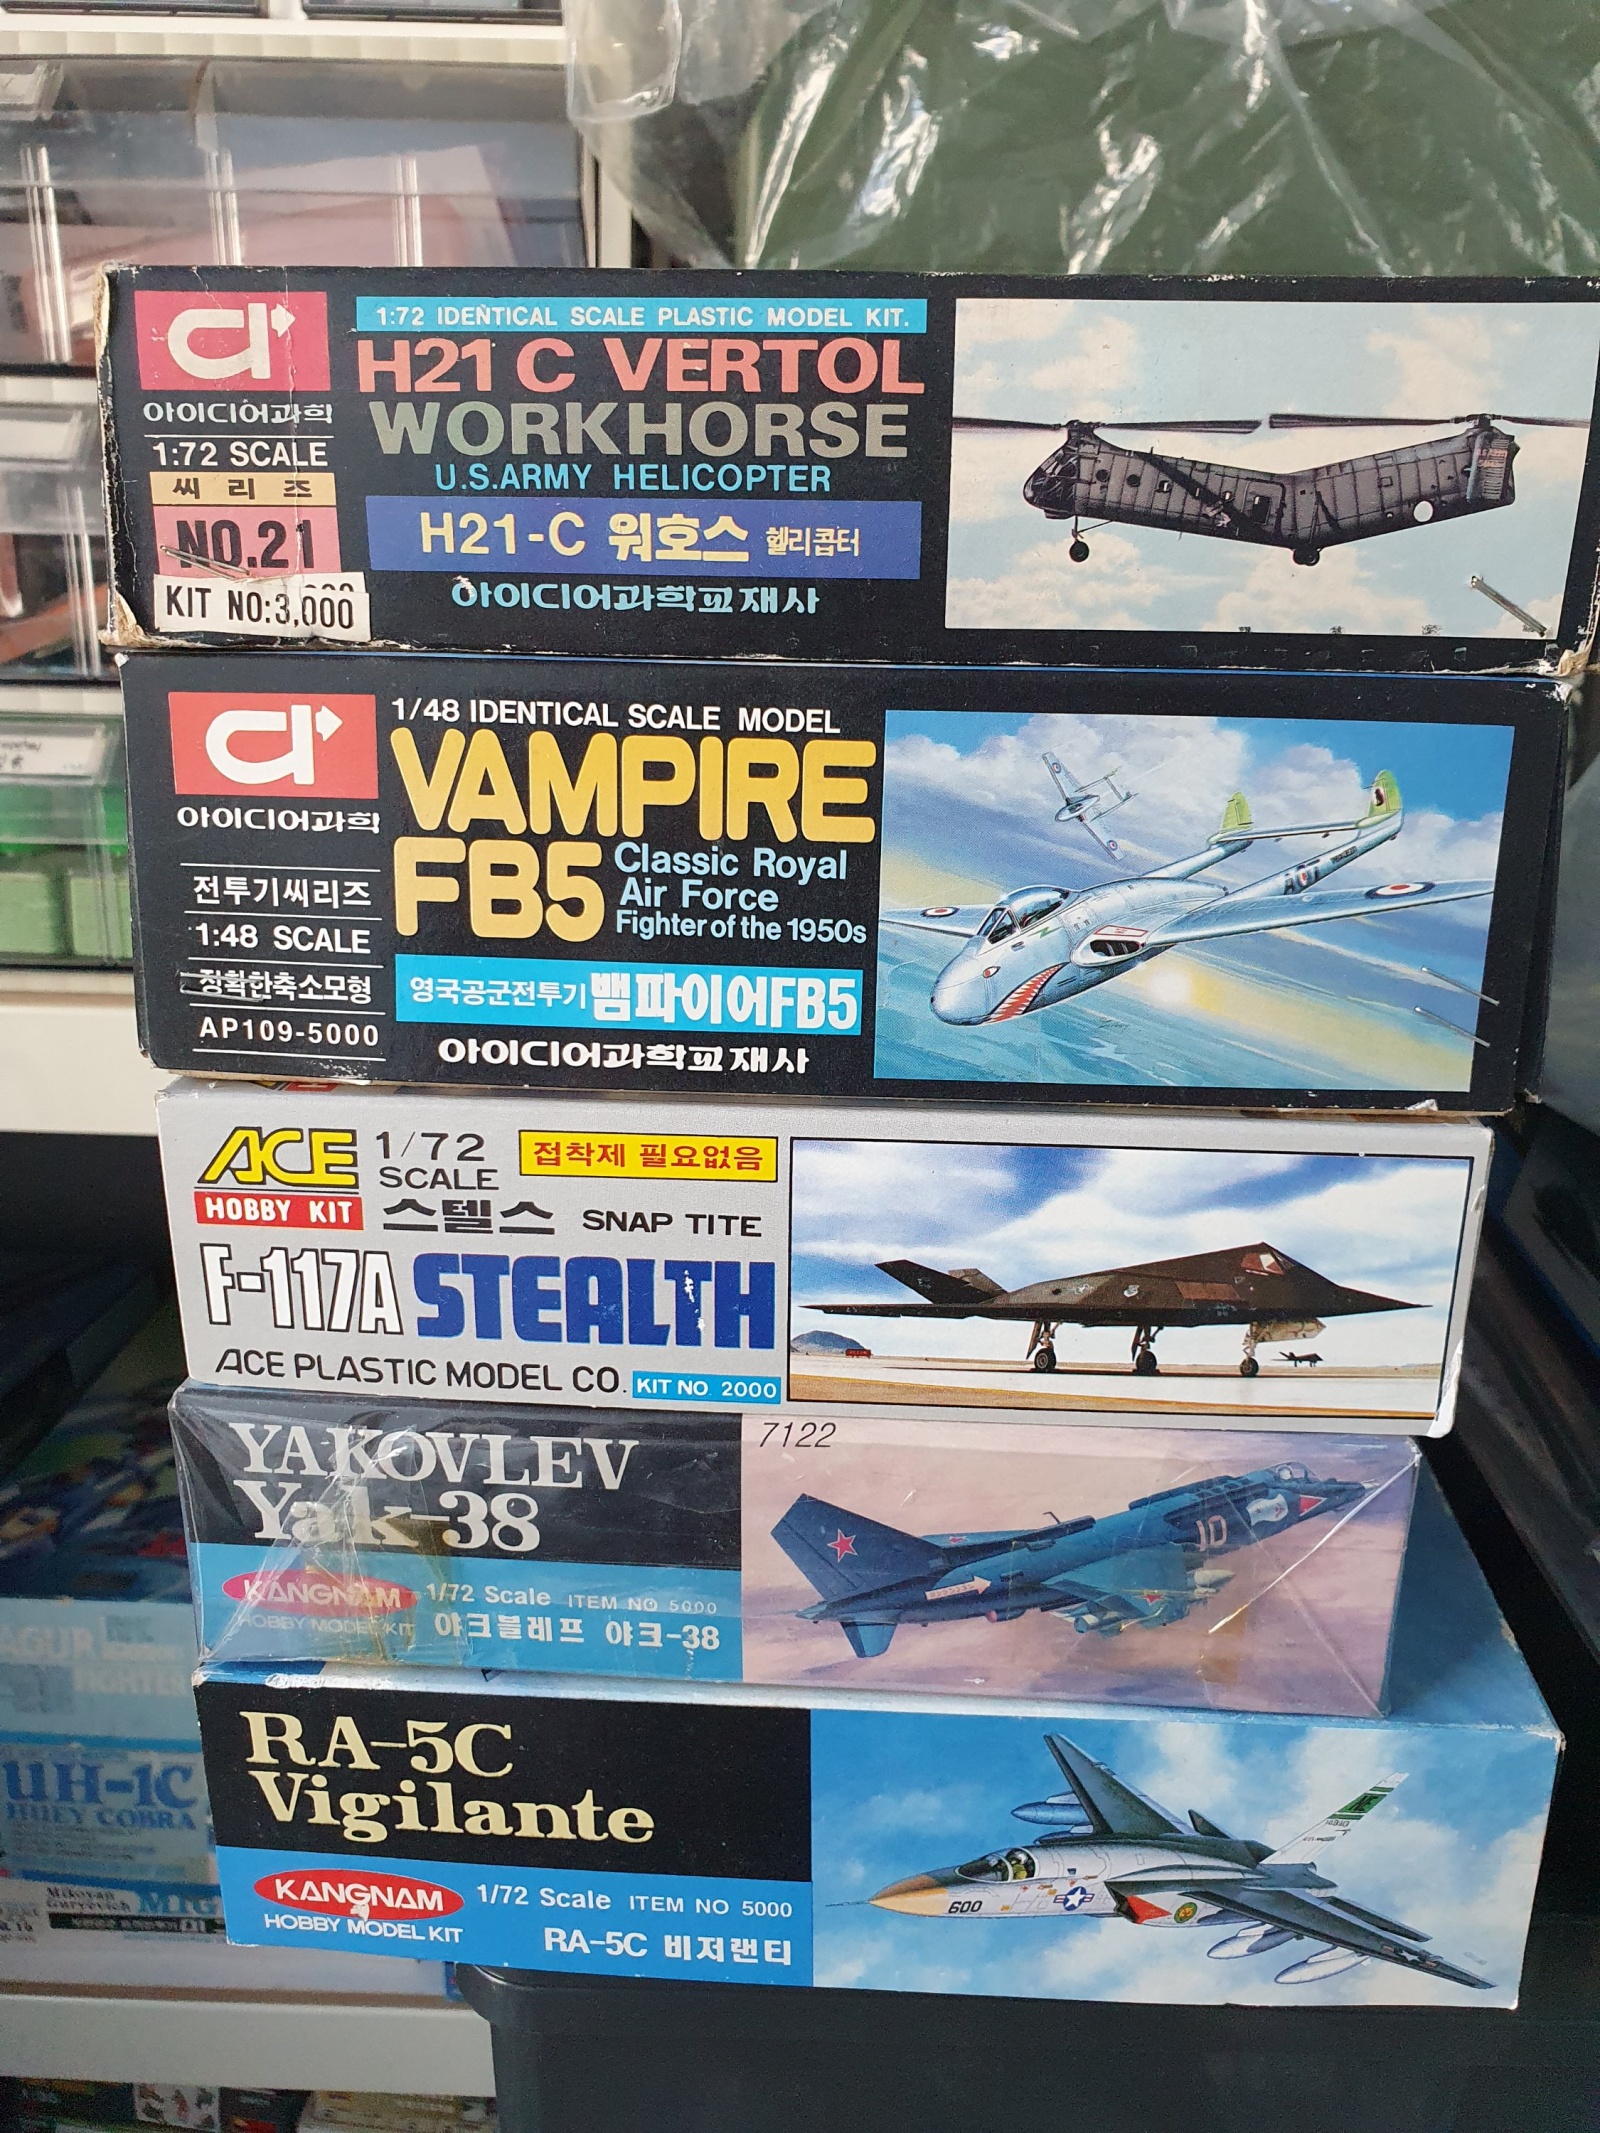 아이디어과학
1:72 SCALE
씨리즈
NO.21
KIT NO:3,000
1:72 IDENTICAL SCALE PLASTIC MODEL KIT.
H21 C VERTOL
WORKHORSE
U.S.ARMY HELICOPTER
H21-C 워호스 헬리콥터
아이디어과학교재사
아이디어과학
전투기씨리즈
1:48 SCALE
정확한축소모형
AP109-5000
1/48 IDENTICAL SCALE MODEL
VAMPIRE
FB5
Classic Royal
Air Force
Fighter of the 1950s
영국공군전투기 뱀파이어FB5
아이디어과학교재사
ACE
HOBBY KIT
1/72
SCALE
접착제 필요없음
스텔스 SNAP TITE
F-117A STEALTH
ACE PLASTIC MODEL CO.
KIT NO. 2000
YAKOVLEV
Yak-38
7122
10
KANGNAM
HOBBY MODEL KIT
1/72 Scale ITEM NO 5000
야크블레프 야크-38
RA-5C
Vigilante
KANGNAM
HOBBY MODEL KIT
1/72 Scale ITEM NO 5000
RA-5C 비저랜티
600
NE
UH-1C
HUEY COBRA
FIGHTER
Mikoyan
Gurevich